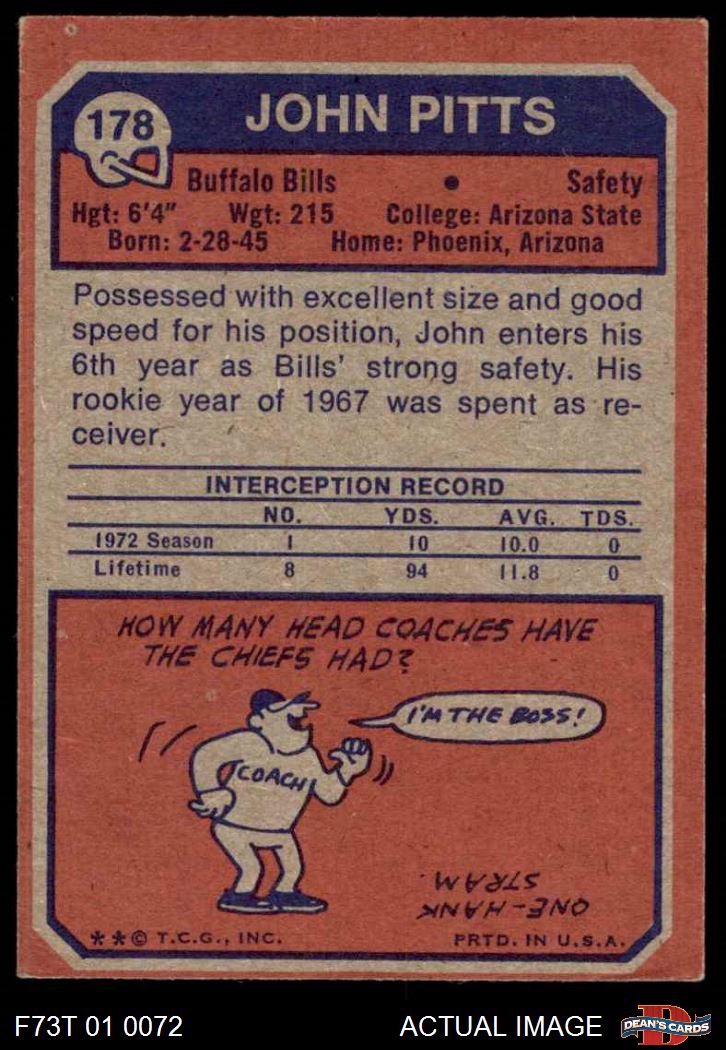 178
JOHN PITTS
Buffalo Bills • Safety
Hgt: 6'4" Wgt: 215 College: Arizona State
Born: 2-28-45 Home: Phoenix, Arizona
Possessed with excellent size and good
speed for his position, John enters his
6th year as Bills' strong safety. His
rookie year of 1967 was spent as re-
ceiver.
INTERCEPTION RECORD
NO. YDS. AVG. TDS.
1972 Season 1 10 10.0 0
Lifetime 8 94 11.8 0
HOW MANY HEAD COACHES HAVE
THE CHIEFS HAD?
I'M THE BOSS!
COACH
ONE-HANK
STRAM.
**© T.C.G., INC. PRTD. IN U.S.A.
F73T 01 0072 ACTUAL IMAGE
D
DEAN'S CARDS